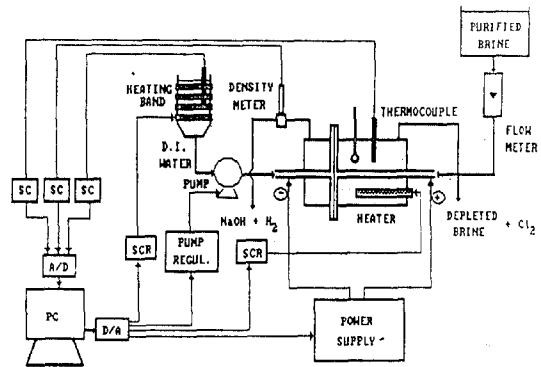 PURIFIED
BRINE
HEATING
BAND
DENSITY
METER
THERMOCOUPLE
FLOW
METER
D.I.
WATER
PUMP
SC
SC
SC
⊖
⊕
NaOH + H2
HEATER
DEPLETED
BRINE + Cl2
A/D
SCR
PUMP
REGUL.
SCR
PC
D/A
POWER
SUPPLY